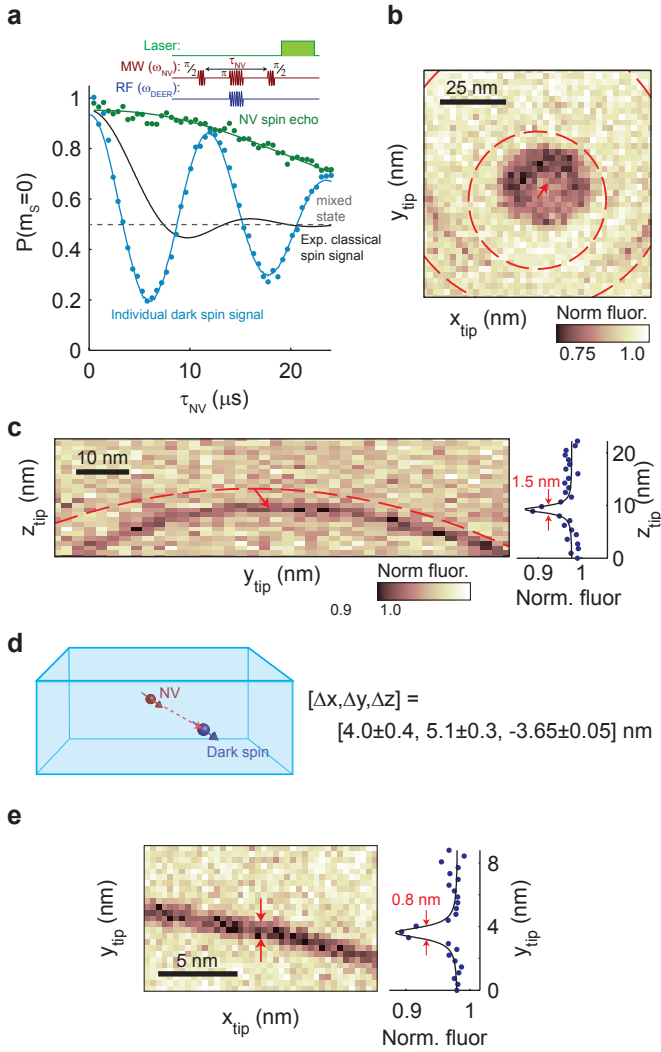 a
Laser:
MW (ω_NV): π/2 π τ_NV π/2
RF (ω_DEER):
NV spin echo
mixed
state
Exp. classical
spin signal
Individual dark spin signal
P(m_S=0)
1
0.8
0.6
0.4
0.2
0
0 10 20
τ_NV (μs)
b
25 nm
y_tip (nm)
x_tip (nm)
Norm fluor.
0.75 1.0
c
10 nm
z_tip (nm)
y_tip (nm)
Norm fluor.
0.9 1.0
1.5 nm
20
10
0
z_tip (nm)
0.9 1
Norm. fluor
d
NV
Dark spin
[Δx,Δy,Δz] =
[4.0±0.4, 5.1±0.3, -3.65±0.05] nm
e
5 nm
y_tip (nm)
x_tip (nm)
0.8 nm
8
4
0
y_tip (nm)
0.9 1
Norm. fluor